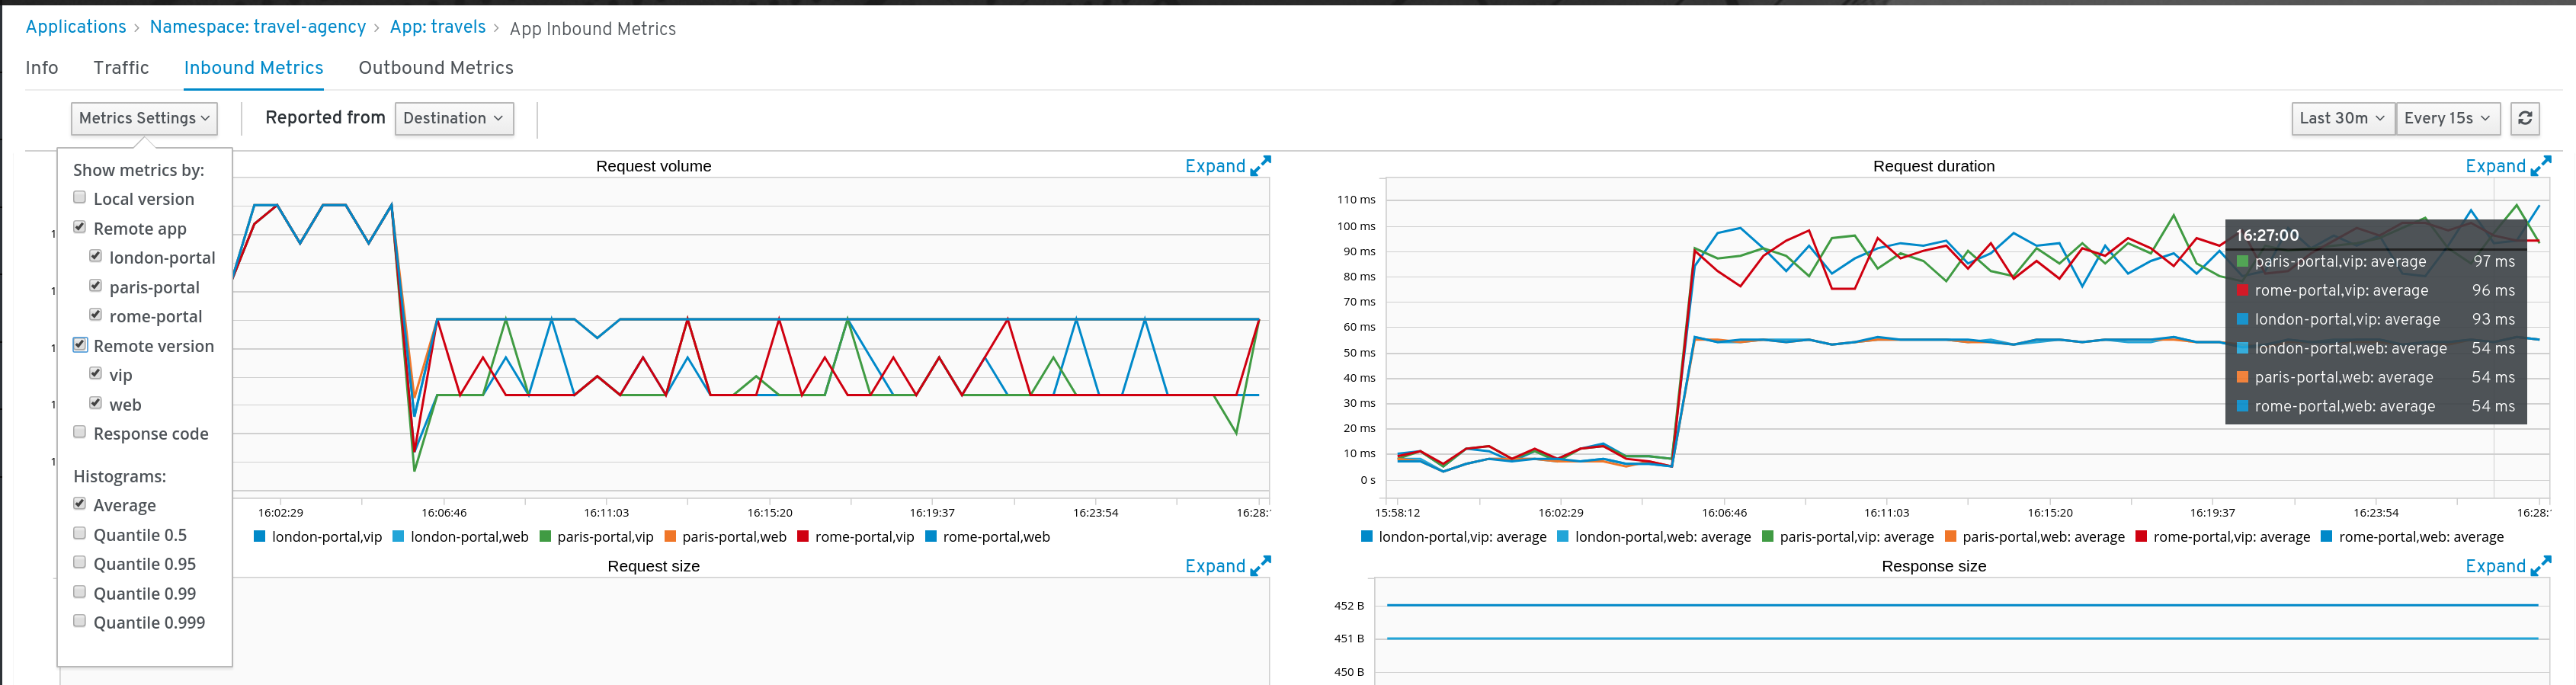 Applications › Namespace: travel-agency › App: travels › App Inbound Metrics
Info Traffic Inbound Metrics Outbound Metrics
Metrics Settings Reported from Destination Last 30m Every 15s
Show metrics by:
Local version
Remote app
london-portal
paris-portal
rome-portal
Remote version
vip
web
Response code
Histograms:
Average
Quantile 0.5
Quantile 0.95
Quantile 0.99
Quantile 0.999
Request volume Expand
1
1
1
1
1
16:02:29 16:06:46 16:11:03 16:15:20 16:19:37 16:23:54 16:28:
london-portal,vip london-portal,web paris-portal,vip paris-portal,web rome-portal,vip rome-portal,web
Request duration Expand
110 ms
100 ms
90 ms
80 ms
70 ms
60 ms
50 ms
40 ms
30 ms
20 ms
10 ms
0 s
16:27:00
paris-portal,vip: average 97 ms
rome-portal,vip: average 96 ms
london-portal,vip: average 93 ms
london-portal,web: average 54 ms
paris-portal,web: average 54 ms
rome-portal,web: average 54 ms
15:58:12 16:02:29 16:06:46 16:11:03 16:15:20 16:19:37 16:23:54 16:28:
london-portal,vip: average london-portal,web: average paris-portal,vip: average paris-portal,web: average rome-portal,vip: average rome-portal,web: average
Request size Expand
Response size Expand
452 B
451 B
450 B